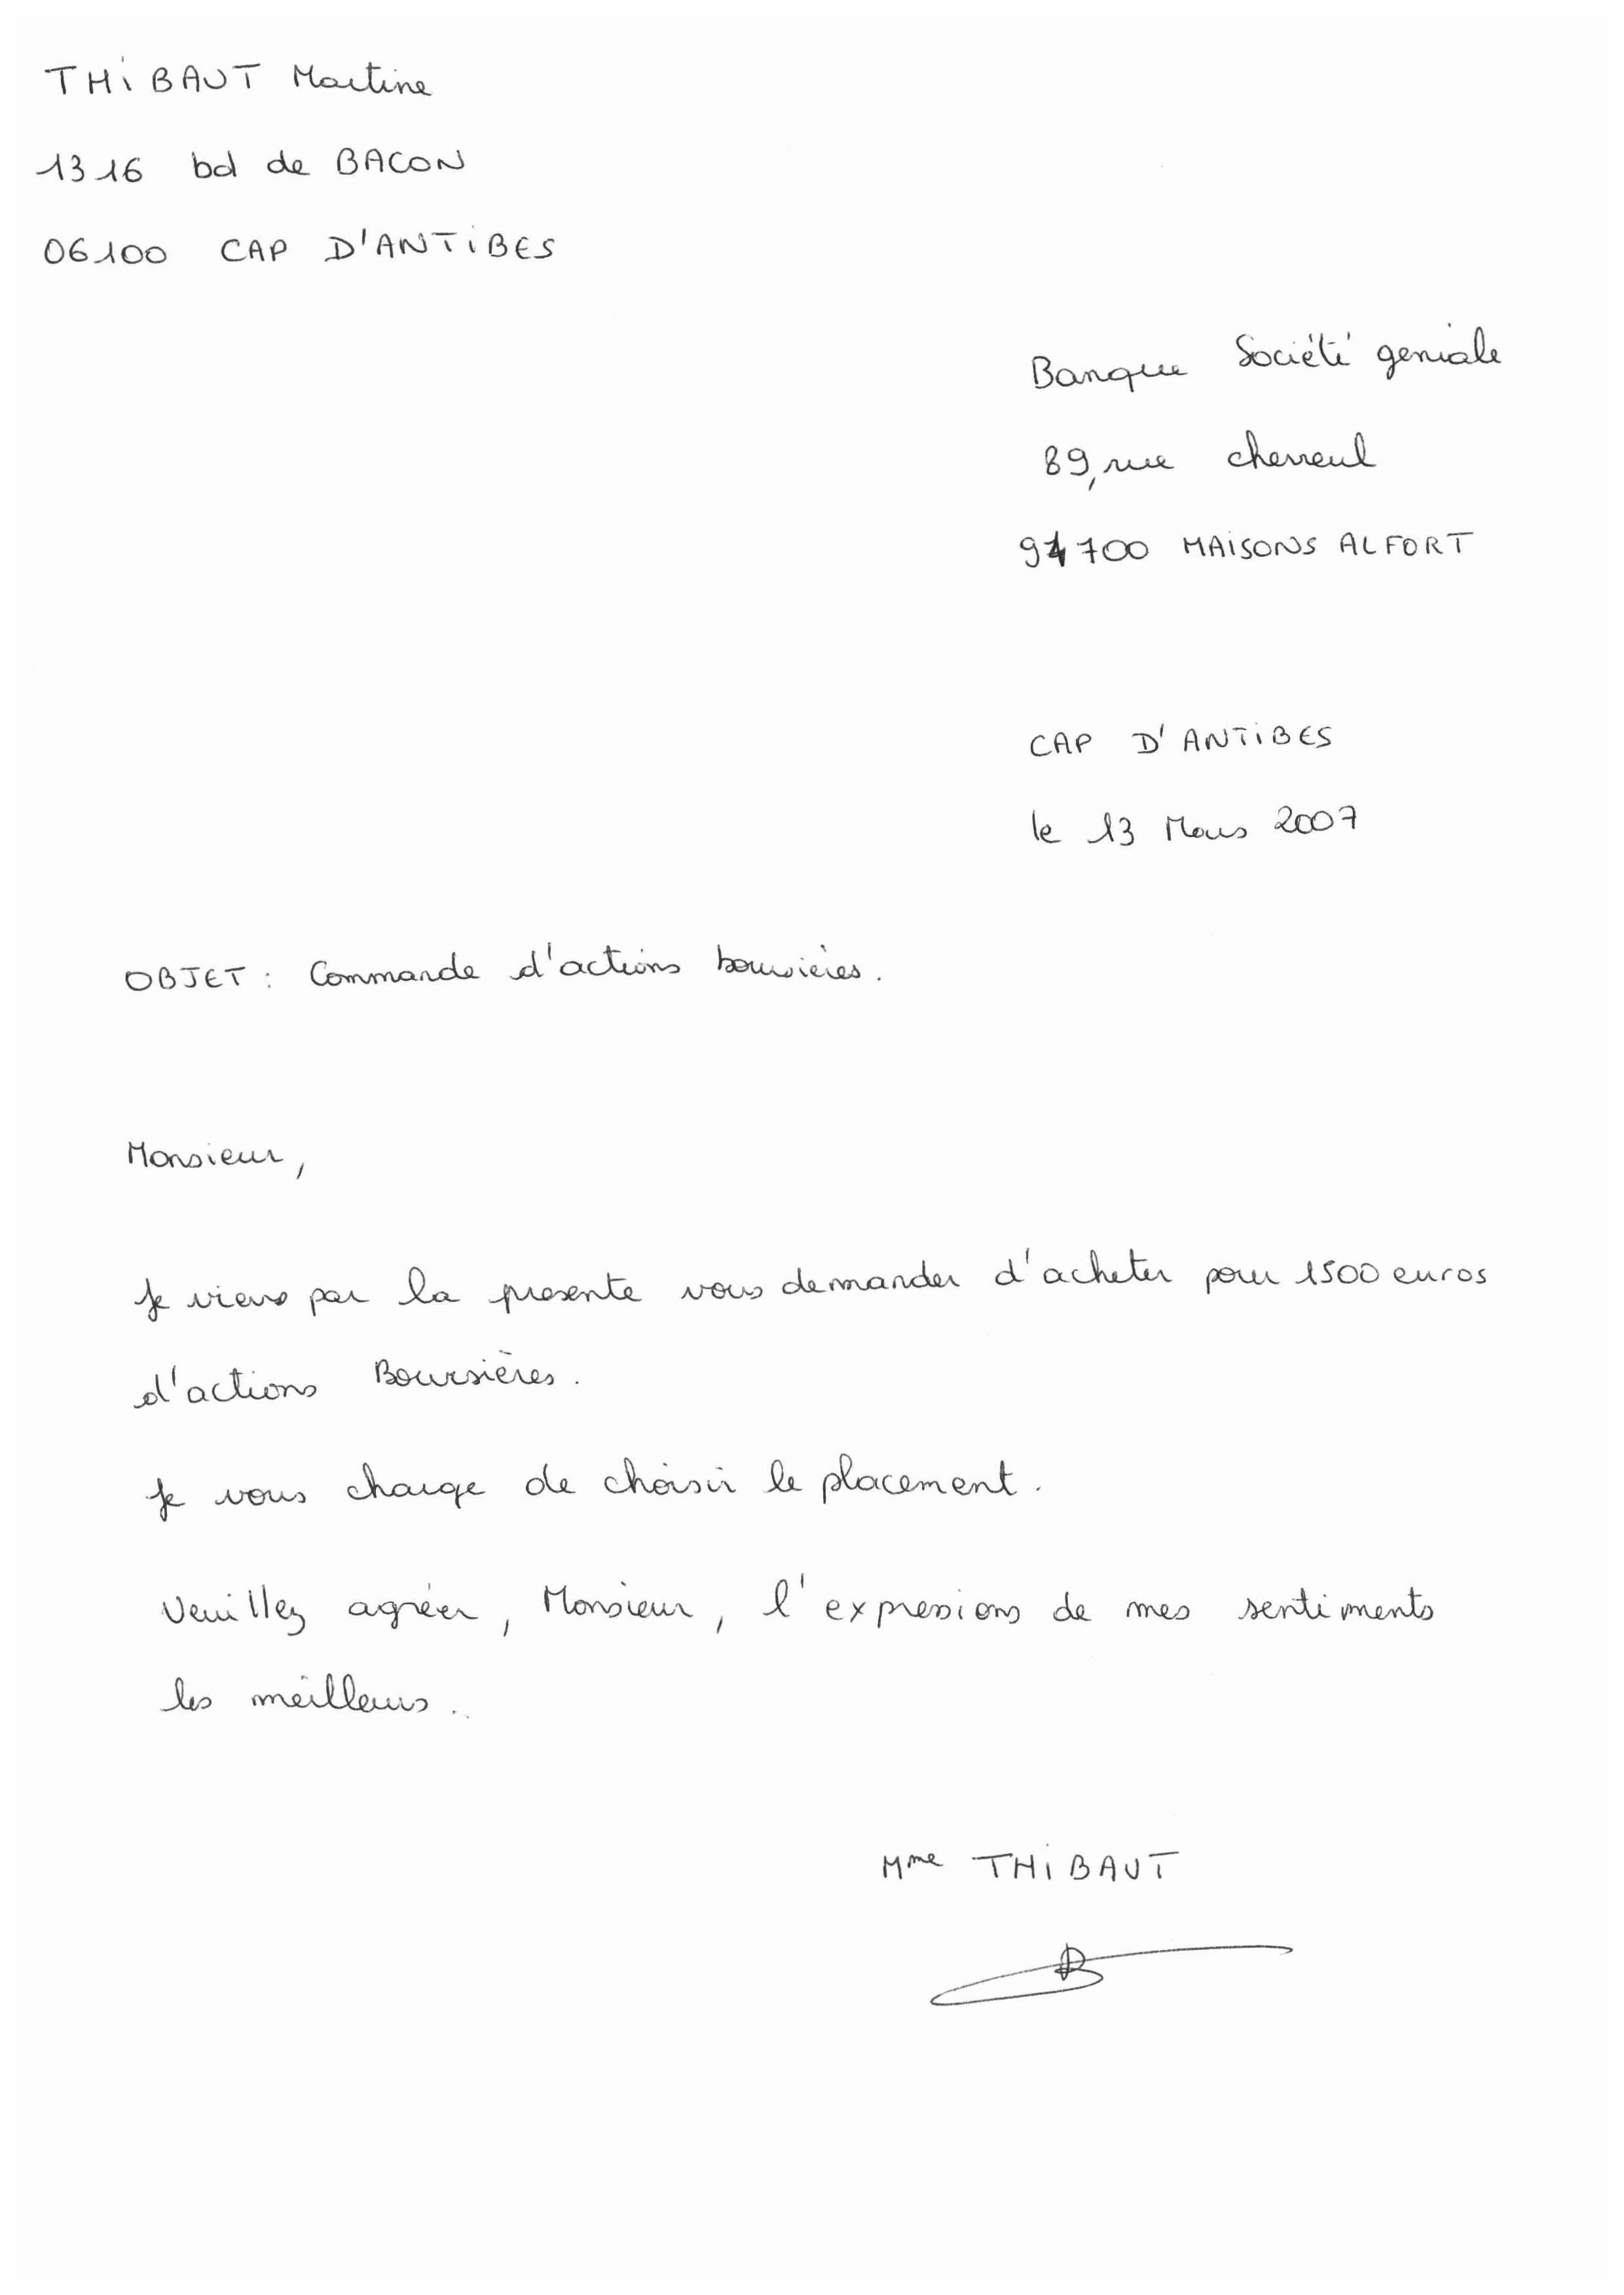 THiBAUT Martine
1316 bd de BACON
06100 CAP D'ANTiBES
Banque Société geniale
89, rue chevreul
94700 MAiSONS ALFORT
CAP D'ANTiBES
le 13 Mars 2007
OBJET : Commande d'actions boursières.
Monsieur,
Je viens par la presente vous demander d'acheter pour 1500 euros
d'actions Boursières.
Je vous charge de choisir le placement.
Veuillez agréer, Monsieur, l'expressions de mes sentiments
les meilleurs.
Mme THiBAUT